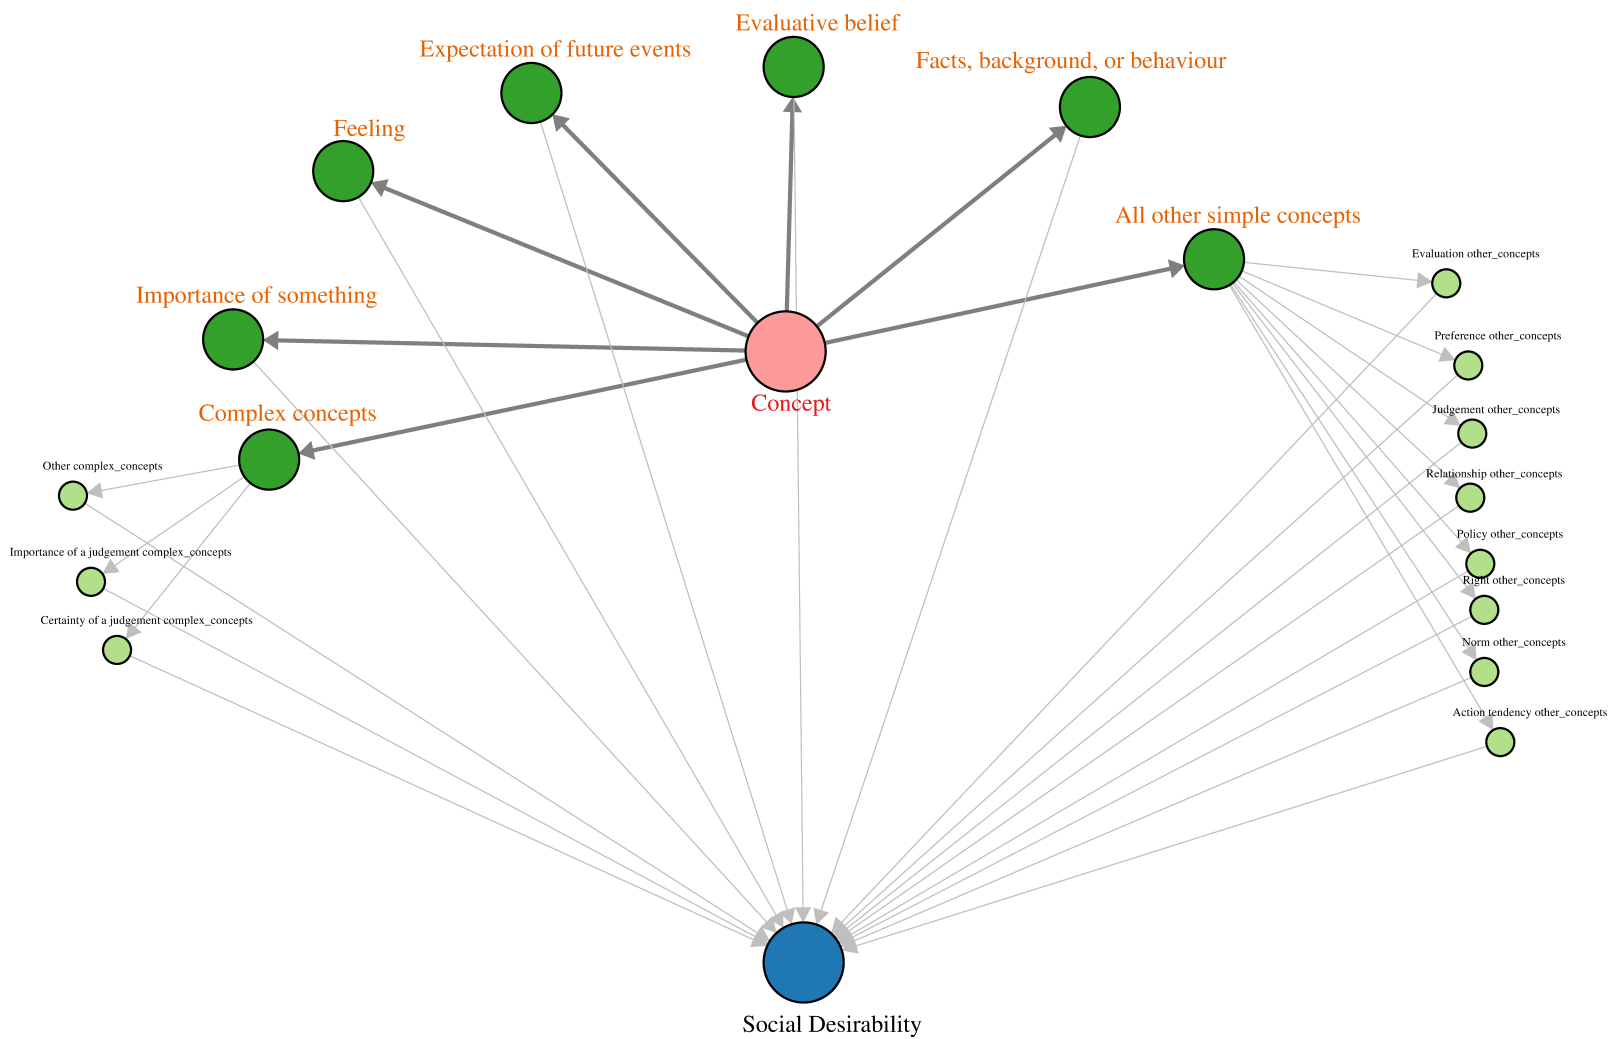 Evaluative belief
Expectation of future events
Facts, background, or behaviour
Feeling
All other simple concepts
Evaluation other_concepts
Importance of something
Preference other_concepts
Concept
Complex concepts
Judgement other_concepts
Other complex_concepts
Relationship other_concepts
Policy other_concepts
Importance of a judgement complex_concepts
Right other_concepts
Certainty of a judgement complex_concepts
Norm other_concepts
Action tendency other_concepts
Social Desirability